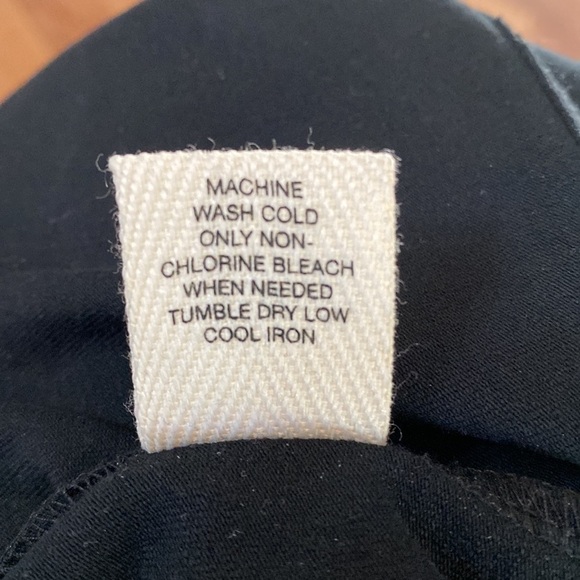 MACHINE
WASH COLD
ONLY NON-
CHLORINE BLEACH
WHEN NEEDED
TUMBLE DRY LOW
COOL IRON